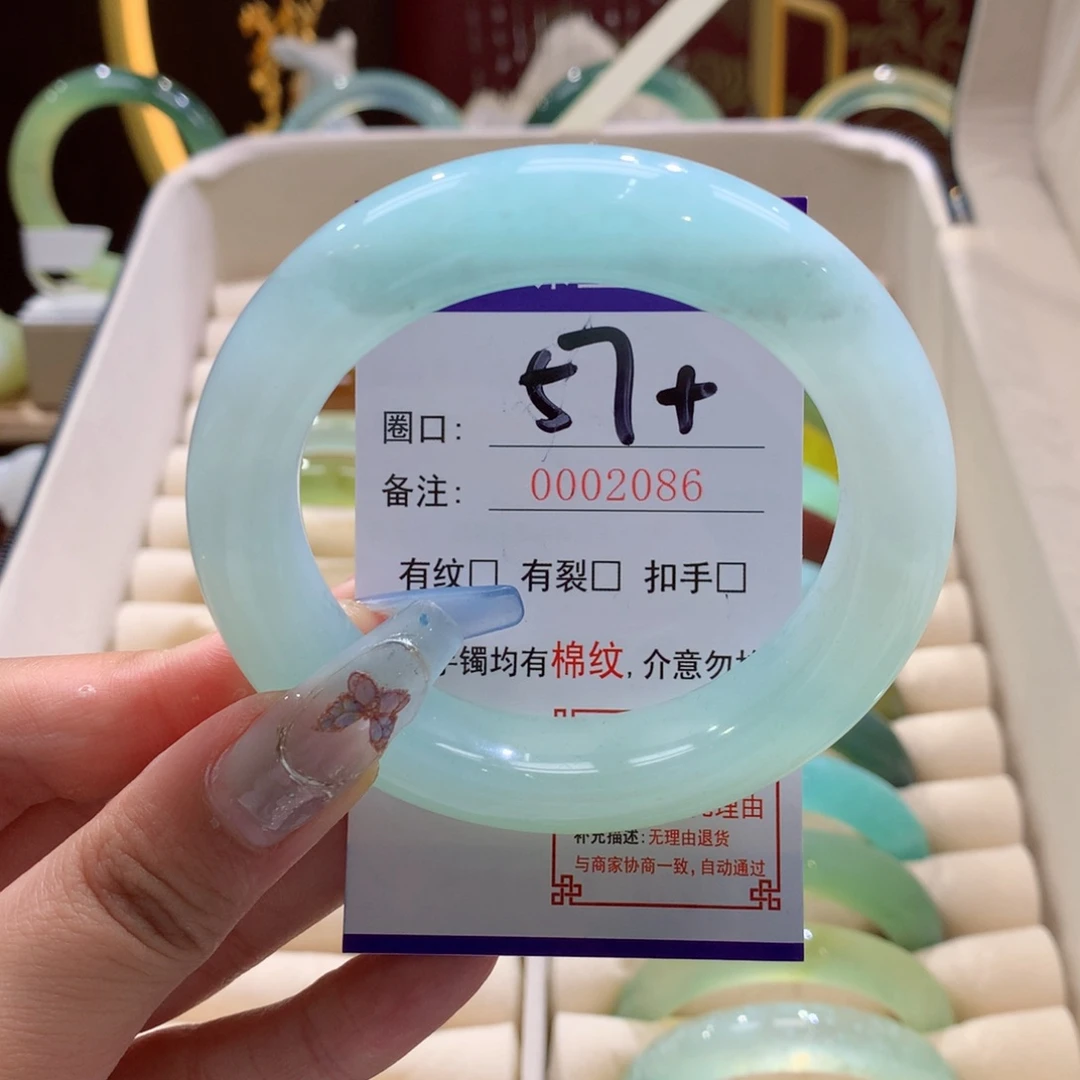 圈口: 57+
备注: 0002086
有纹□ 有裂□ 扣手□
镯均有棉纹, 介意勿
理由
补充描述: 无理由退货
与商家协商一致, 自动通过